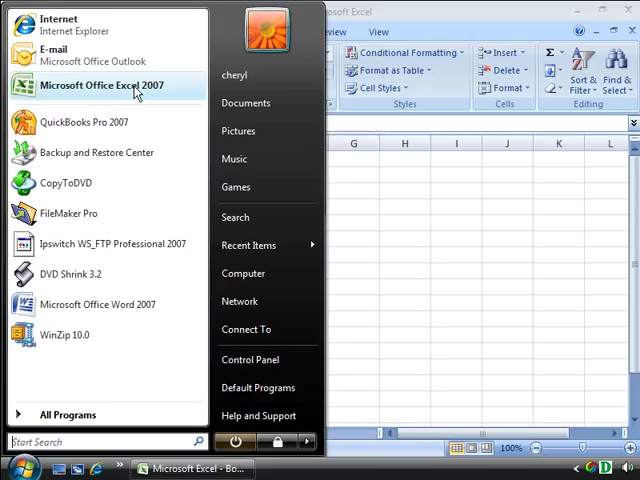 Internet
Internet Explorer
E-mail
Microsoft Office Outlook
Microsoft Office Excel 2007
QuickBooks Pro 2007
Backup and Restore Center
CopyToDVD
FileMaker Pro
Ipswitch WS_FTP Professional 2007
DVD Shrink 3.2
Microsoft Office Word 2007
WinZip 10.0
All Programs
Start Search
cheryl
Documents
Pictures
Music
Games
Search
Recent Items
Computer
Network
Connect To
Control Panel
Default Programs
Help and Support
Microsoft Excel
View
Conditional Formatting
Format as Table
Cell Styles
Styles
Insert
Delete
Format
Cells
Σ
Sort &
Filter
Find &
Select
Editing
G H I J K L
100%
Microsoft Excel - Bo...